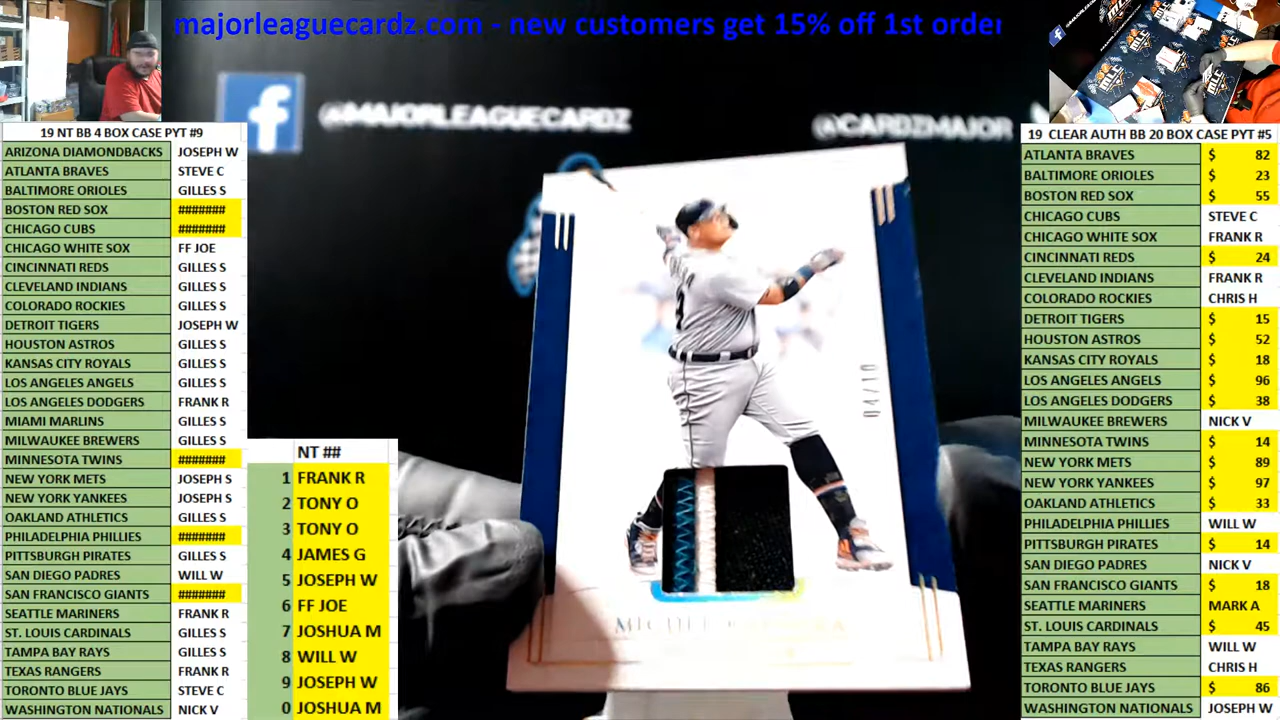 majorleaguecardz.com - new customers get 15% off 1st order
@MAJORLEAGUECARDZ
@CARDZMAJOR
19 NT BB 4 BOX CASE PYT #9
ARIZONA DIAMONDBACKS JOSEPH W
ATLANTA BRAVES STEVE C
BALTIMORE ORIOLES GILLES S
BOSTON RED SOX #######
CHICAGO CUBS #######
CHICAGO WHITE SOX FF JOE
CINCINNATI REDS GILLES S
CLEVELAND INDIANS GILLES S
COLORADO ROCKIES GILLES S
DETROIT TIGERS JOSEPH W
HOUSTON ASTROS GILLES S
KANSAS CITY ROYALS GILLES S
LOS ANGELES ANGELS GILLES S
LOS ANGELES DODGERS FRANK R
MIAMI MARLINS GILLES S
MILWAUKEE BREWERS GILLES S
MINNESOTA TWINS #######
NEW YORK METS JOSEPH S
NEW YORK YANKEES JOSEPH S
OAKLAND ATHLETICS GILLES S
PHILADELPHIA PHILLIES #######
PITTSBURGH PIRATES GILLES S
SAN DIEGO PADRES WILL W
SAN FRANCISCO GIANTS #######
SEATTLE MARINERS FRANK R
ST. LOUIS CARDINALS GILLES S
TAMPA BAY RAYS GILLES S
TEXAS RANGERS FRANK R
TORONTO BLUE JAYS STEVE C
WASHINGTON NATIONALS NICK V
NT ##
1 FRANK R
2 TONY O
3 TONY O
4 JAMES G
5 JOSEPH W
6 FF JOE
7 JOSHUA M
8 WILL W
9 JOSEPH W
0 JOSHUA M
04/10
19 CLEAR AUTH BB 20 BOX CASE PYT #5
ATLANTA BRAVES $ 82
BALTIMORE ORIOLES $ 23
BOSTON RED SOX $ 55
CHICAGO CUBS STEVE C
CHICAGO WHITE SOX FRANK R
CINCINNATI REDS $ 24
CLEVELAND INDIANS FRANK R
COLORADO ROCKIES CHRIS H
DETROIT TIGERS $ 15
HOUSTON ASTROS $ 52
KANSAS CITY ROYALS $ 18
LOS ANGELES ANGELS $ 96
LOS ANGELES DODGERS $ 38
MILWAUKEE BREWERS NICK V
MINNESOTA TWINS $ 14
NEW YORK METS $ 89
NEW YORK YANKEES $ 97
OAKLAND ATHLETICS $ 33
PHILADELPHIA PHILLIES WILL W
PITTSBURGH PIRATES $ 14
SAN DIEGO PADRES NICK V
SAN FRANCISCO GIANTS $ 18
SEATTLE MARINERS MARK A
ST. LOUIS CARDINALS $ 45
TAMPA BAY RAYS WILL W
TEXAS RANGERS CHRIS H
TORONTO BLUE JAYS $ 86
WASHINGTON NATIONALS JOSEPH W